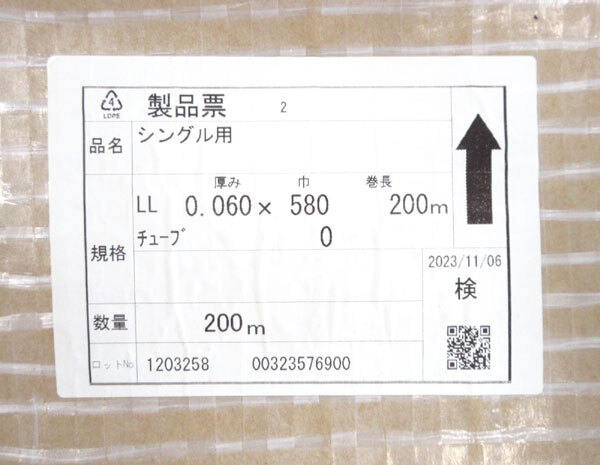 4
LDPE
製品票 2
品名 シングル用
厚み 巾 巻長
規格 LL 0.060 × 580 200m
チューブ 0
2023/11/06
検
数量 200m
ロットNo 1203258 00323576900